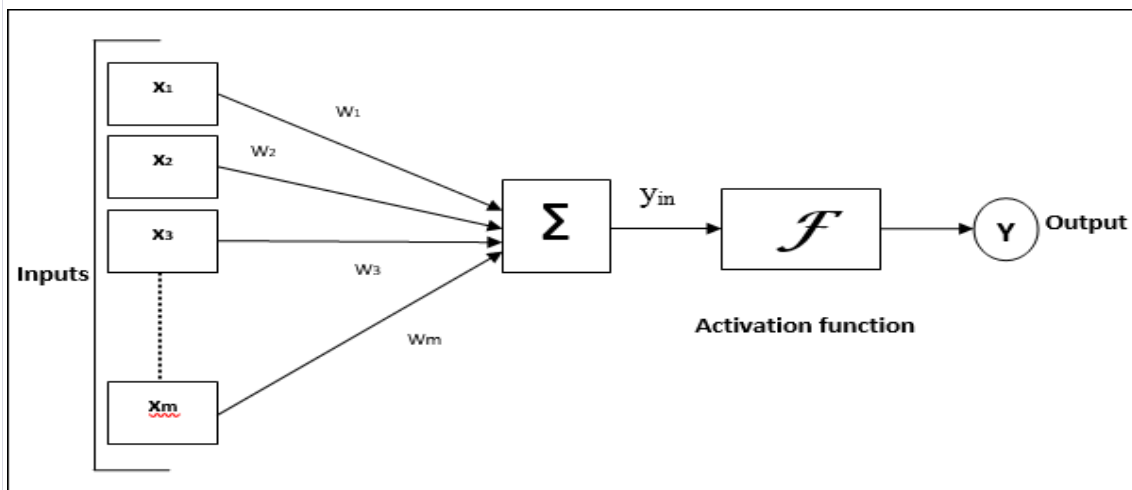 x1
w1
x2
w2
x3
w3
Inputs
wm
xm
Σ
yin
ℱ
Activation function
Y
Output